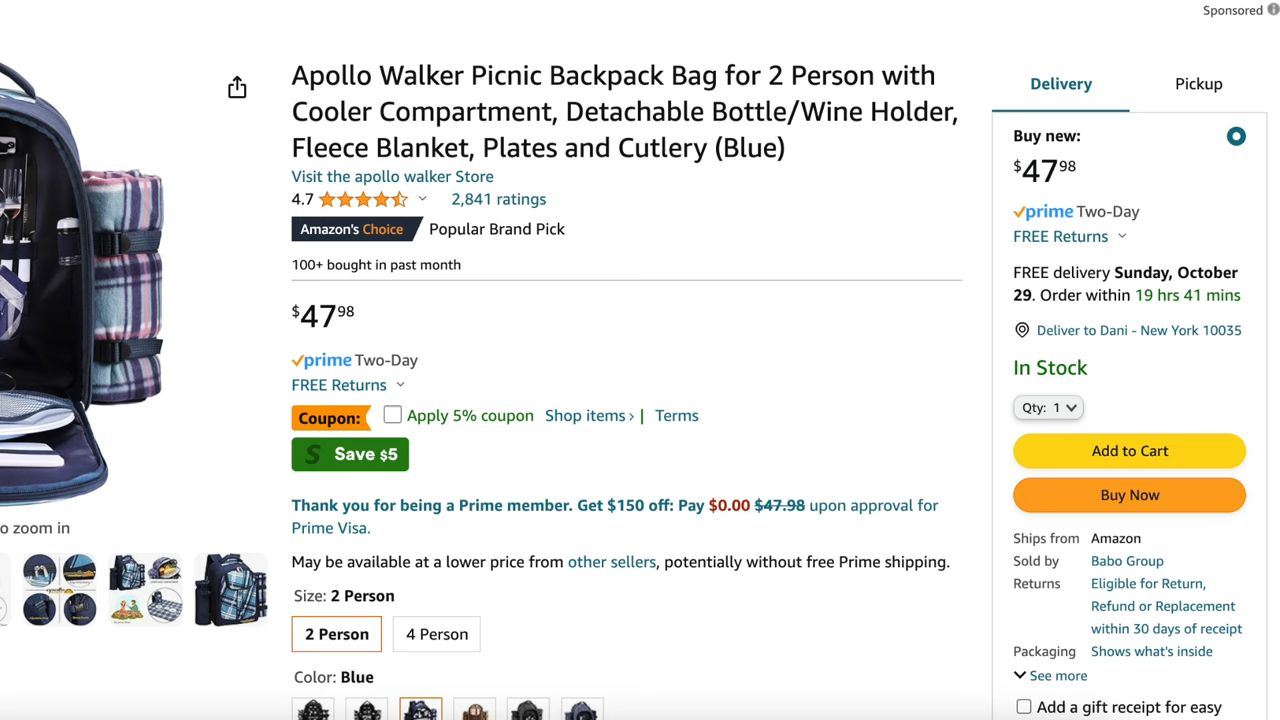 Sponsored
Apollo Walker Picnic Backpack Bag for 2 Person with
Cooler Compartment, Detachable Bottle/Wine Holder,
Fleece Blanket, Plates and Cutlery (Blue)
Visit the apollo walker Store
4.7 2,841 ratings
Amazon's Choice Popular Brand Pick
100+ bought in past month
$47 98
prime Two-Day
FREE Returns
Coupon: Apply 5% coupon Shop items › | Terms
S Save $5
Thank you for being a Prime member. Get $150 off: Pay $0.00 $47.98 upon approval for
Prime Visa.
May be available at a lower price from other sellers, potentially without free Prime shipping.
Size: 2 Person
2 Person 4 Person
Color: Blue
o zoom in
Delivery Pickup
Buy new:
$47 98
prime Two-Day
FREE Returns
FREE delivery Sunday, October
29. Order within 19 hrs 41 mins
Deliver to Dani - New York 10035
In Stock
Qty: 1
Add to Cart
Buy Now
Ships from Amazon
Sold by Babo Group
Returns Eligible for Return,
Refund or Replacement
within 30 days of receipt
Packaging Shows what's inside
See more
Add a gift receipt for easy